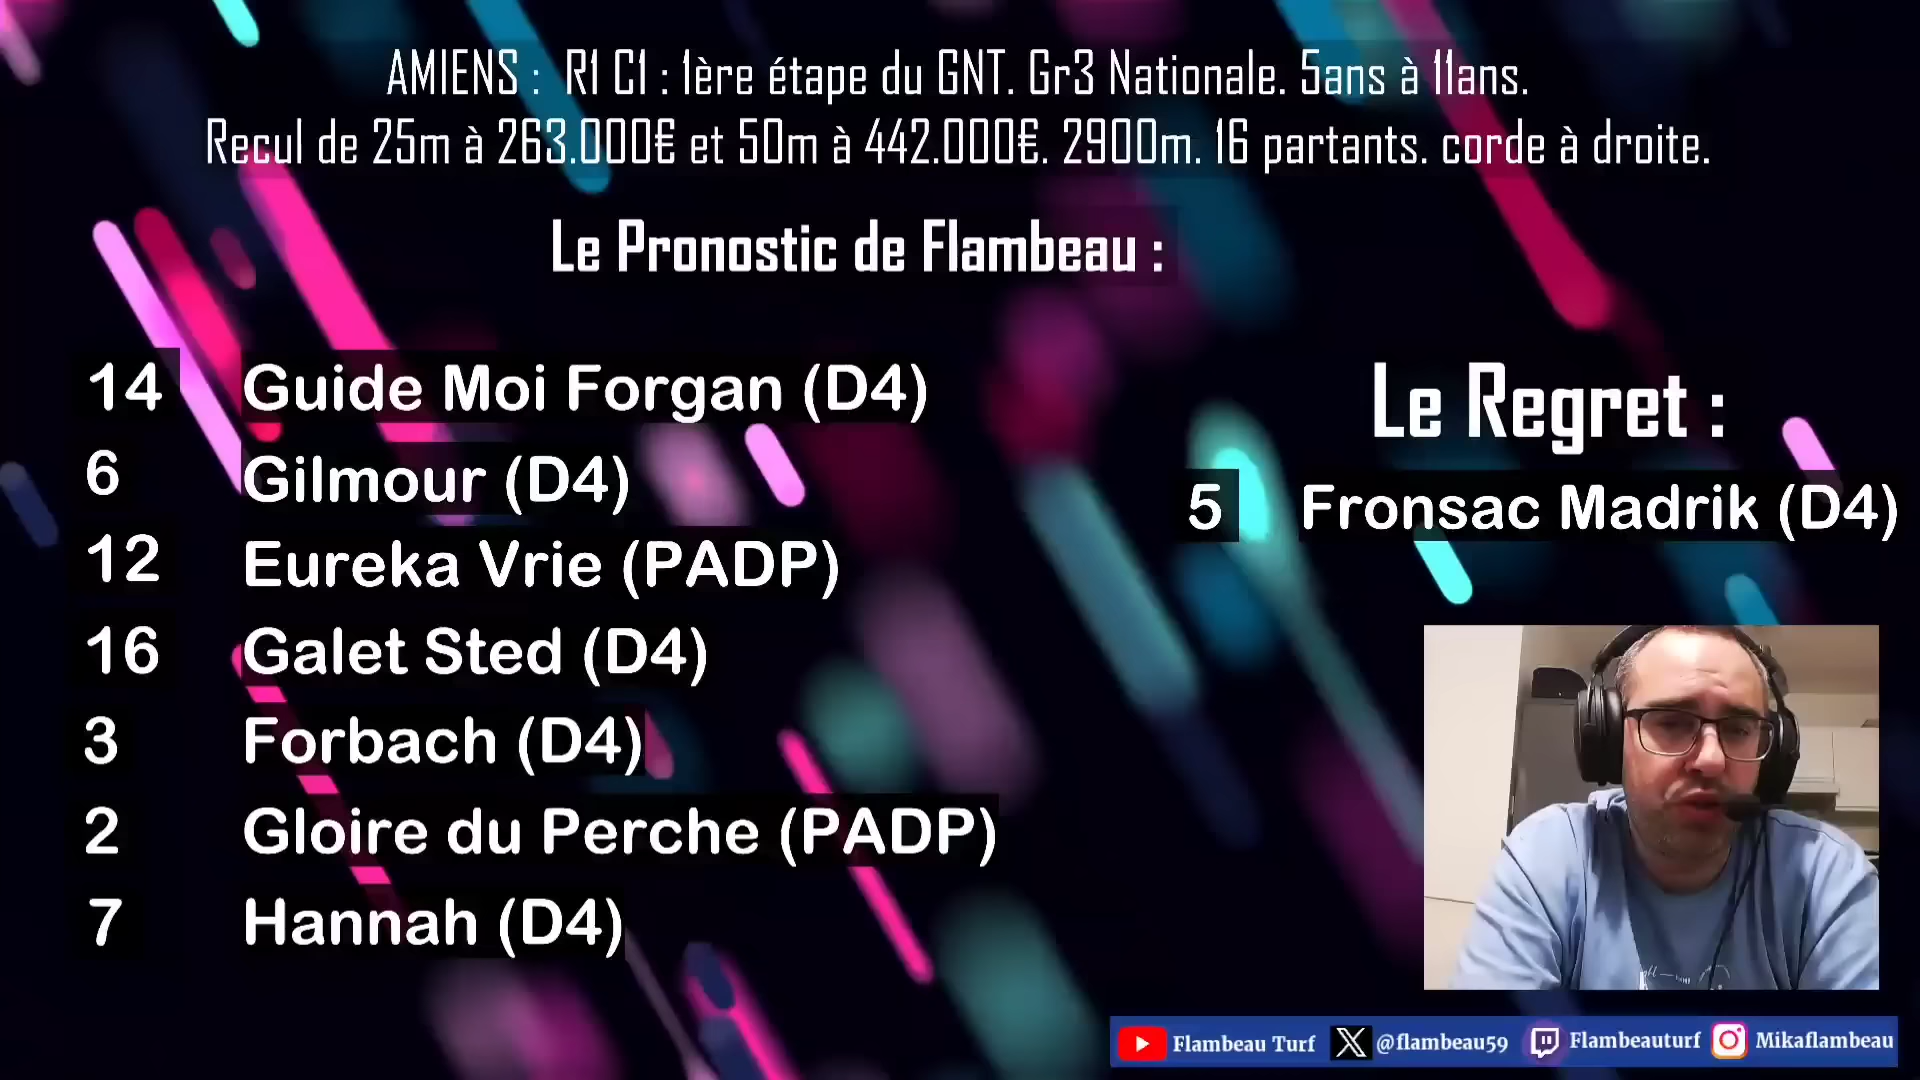 AMIENS : R1 C1 : 1ère étape du GNT. Gr3 Nationale. 5ans à 11ans.
Recul de 25m à 263.000€ et 50m à 442.000€. 2900m. 16 partants. corde à droite.
Le Pronostic de Flambeau :
14 Guide Moi Forgan (D4)
6 Gilmour (D4)
12 Eureka Vrie (PADP)
16 Galet Sted (D4)
3 Forbach (D4)
2 Gloire du Perche (PADP)
7 Hannah (D4)
Le Regret :
5 Fronsac Madrik (D4)
Flambeau Turf @flambeau59 Flambeauturf Mikaflambeau